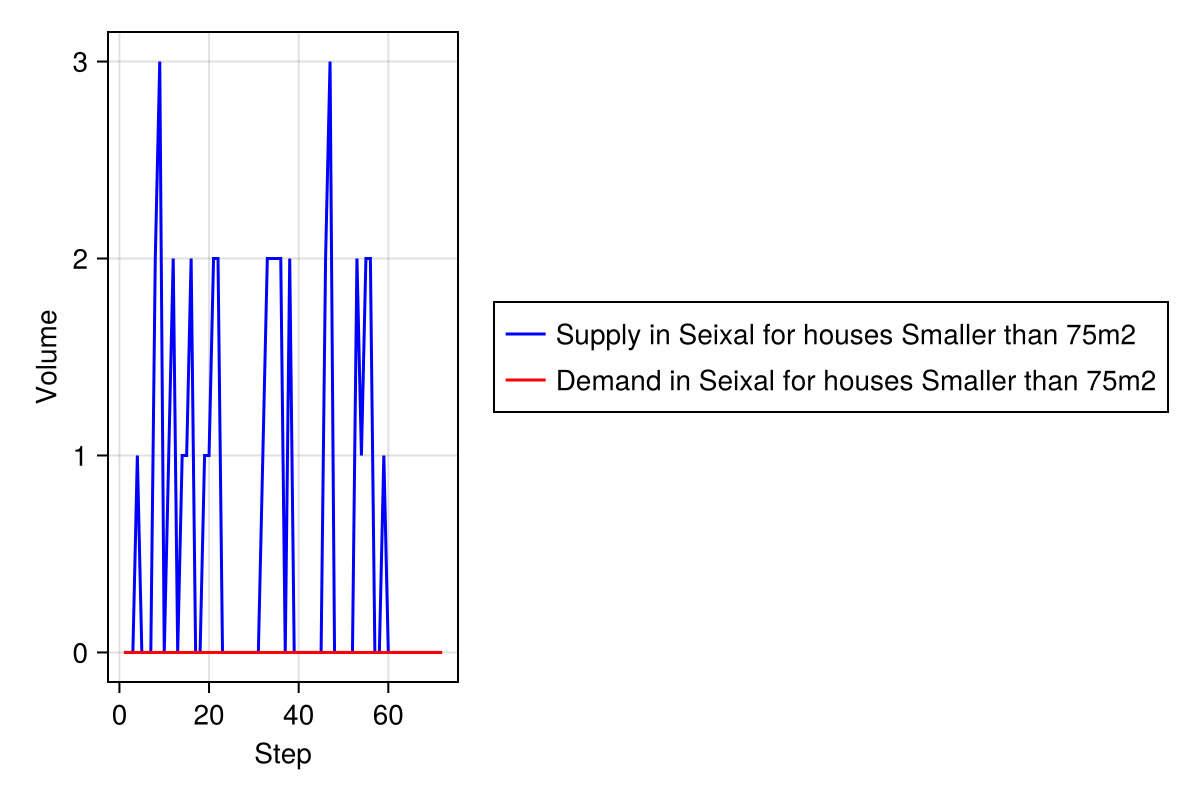 3
2
1
0
Volume
0 20 40 60
Step
Supply in Seixal for houses Smaller than 75m2
Demand in Seixal for houses Smaller than 75m2